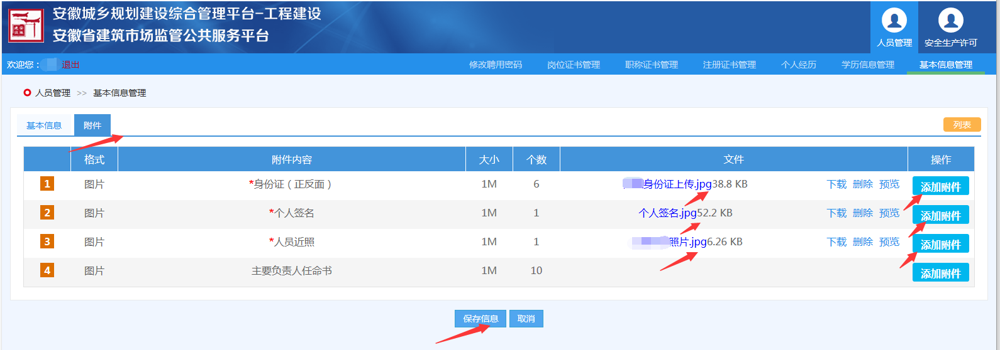 安徽城乡规划建设综合管理平台-工程建设
安徽省建筑市场监管公共服务平台
人员管理 安全生产许可
欢迎您： 退出 修改聘用密码 岗位证书管理 职称证书管理 注册证书管理 个人经历 学历信息管理 基本信息管理
人员管理 >> 基本信息管理
基本信息 附件 列表
格式 附件内容 大小 个数 文件 操作
1 图片 *身份证（正反面） 1M 6 身份证上传.jpg38.8 KB 下载 删除 预览 添加附件
2 图片 *个人签名 1M 1 个人签名.jpg52.2 KB 下载 删除 预览 添加附件
3 图片 *人员近照 1M 1 照片.jpg6.26 KB 下载 删除 预览 添加附件
4 图片 主要负责人任命书 1M 10 添加附件
保存信息 取消